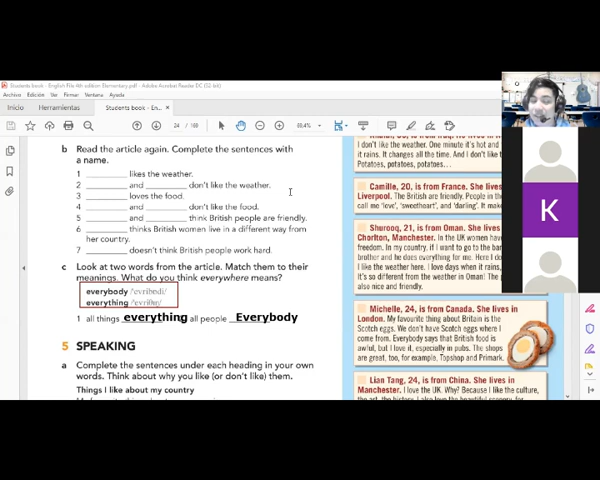 Students book - English File 4th edition Elementary.pdf - Adobe Acrobat Reader DC (32-bit)
Archivo Edición Ver Firmar Ventana Ayuda
Inicio Herramientas Students book - En... ×
24 / 169 89,4%
b Read the article again. Complete the sentences with
a name.
1 ________ likes the weather.
2 ________ and ________ don't like the weather.
3 ________ loves the food.
4 ________ and ________ don't like the food.
5 ________ and ________ think British people are friendly.
6 ________ thinks British women live in a different way from
her country.
7 ________ doesn't think British people work hard.
c Look at two words from the article. Match them to their
meanings. What do you think everywhere means?
everybody /ˈevribɒdi/
everything /ˈevriθɪŋ/
1 all things everything all people Everybody
5 SPEAKING
a Complete the sentences under each heading in your own
words. Think about why you like (or don't like) them.
Things I like about my country
I don't like the weather. One minute it's hot and
it rains. It changes all the time. And I don't like t
Potatoes, potatoes, potatoes...
Camille, 20, is from France. She lives
Liverpool. The British are friendly. People in the
call me 'love', 'sweetheart', and 'darling'. It make
Shurooq, 21, is from Oman. She lives
Chorlton, Manchester. In the UK women have
freedom. In my country, if I want to go to the ban
brother and he does everything for me. Here I do
I like the weather here. I love days when it rains,
It's so different from the weather in Oman! The
also nice and friendly.
Michelle, 24, is from Canada. She lives in
London. My favourite thing about Britain is the
Scotch eggs. We don't have Scotch eggs where I
come from. Everybody says that British food is
awful, but I love it, especially in pubs. The shops
are great, too, for example, Topshop and Primark.
Lian Tang, 24, is from China. She lives in
Manchester. I love the UK. Why? Because I like the culture,
K